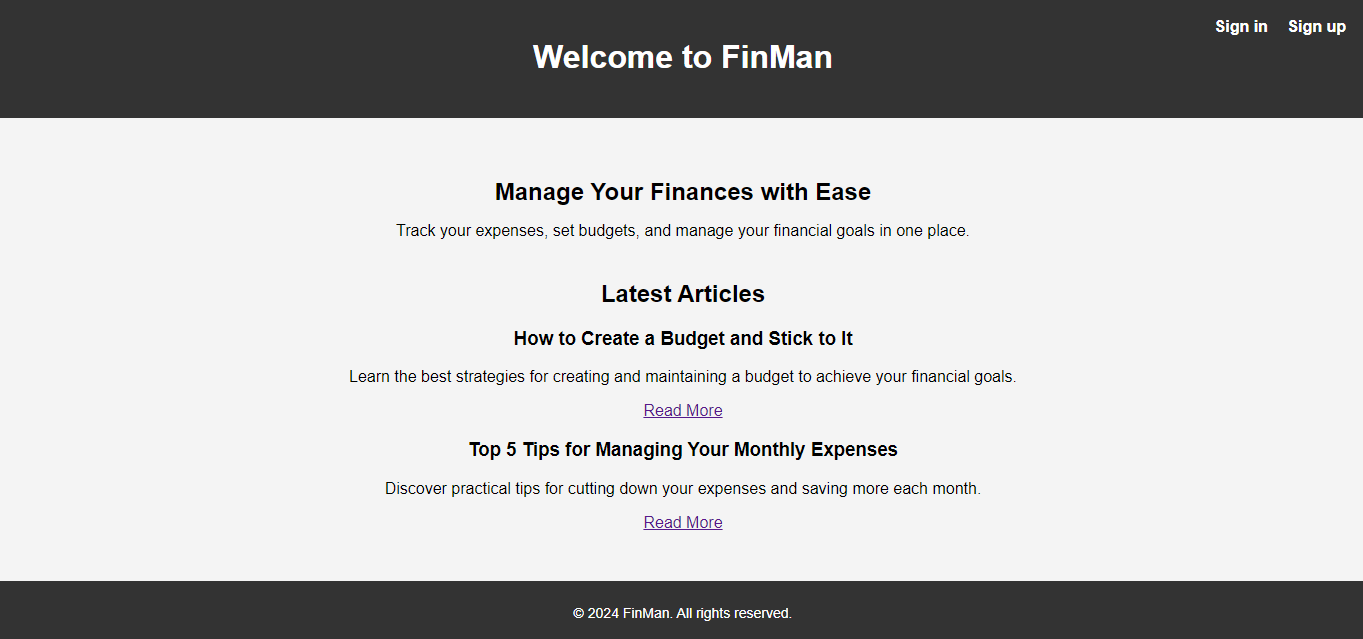 Sign in Sign up
Welcome to FinMan
Manage Your Finances with Ease
Track your expenses, set budgets, and manage your financial goals in one place.
Latest Articles
How to Create a Budget and Stick to It
Learn the best strategies for creating and maintaining a budget to achieve your financial goals.
Read More
Top 5 Tips for Managing Your Monthly Expenses
Discover practical tips for cutting down your expenses and saving more each month.
Read More
© 2024 FinMan. All rights reserved.